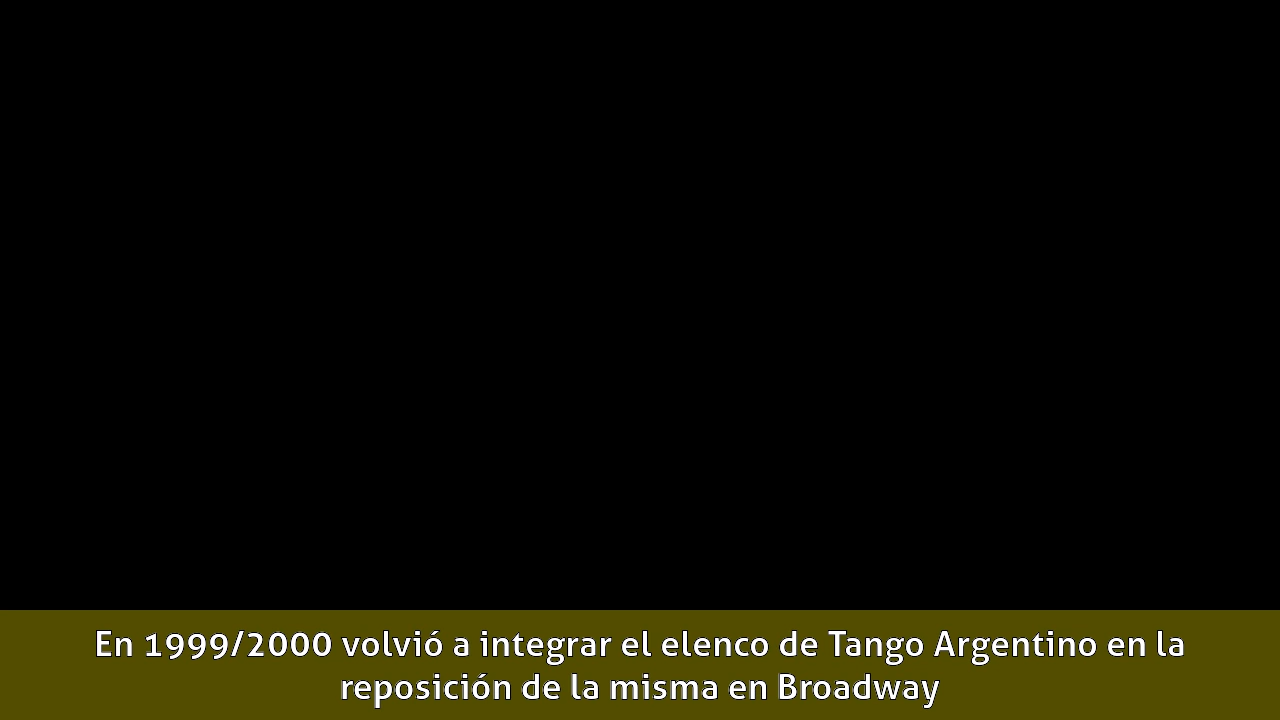 En 1999/2000 volvió a integrar el elenco de Tango Argentino en la
reposición de la misma en Broadway